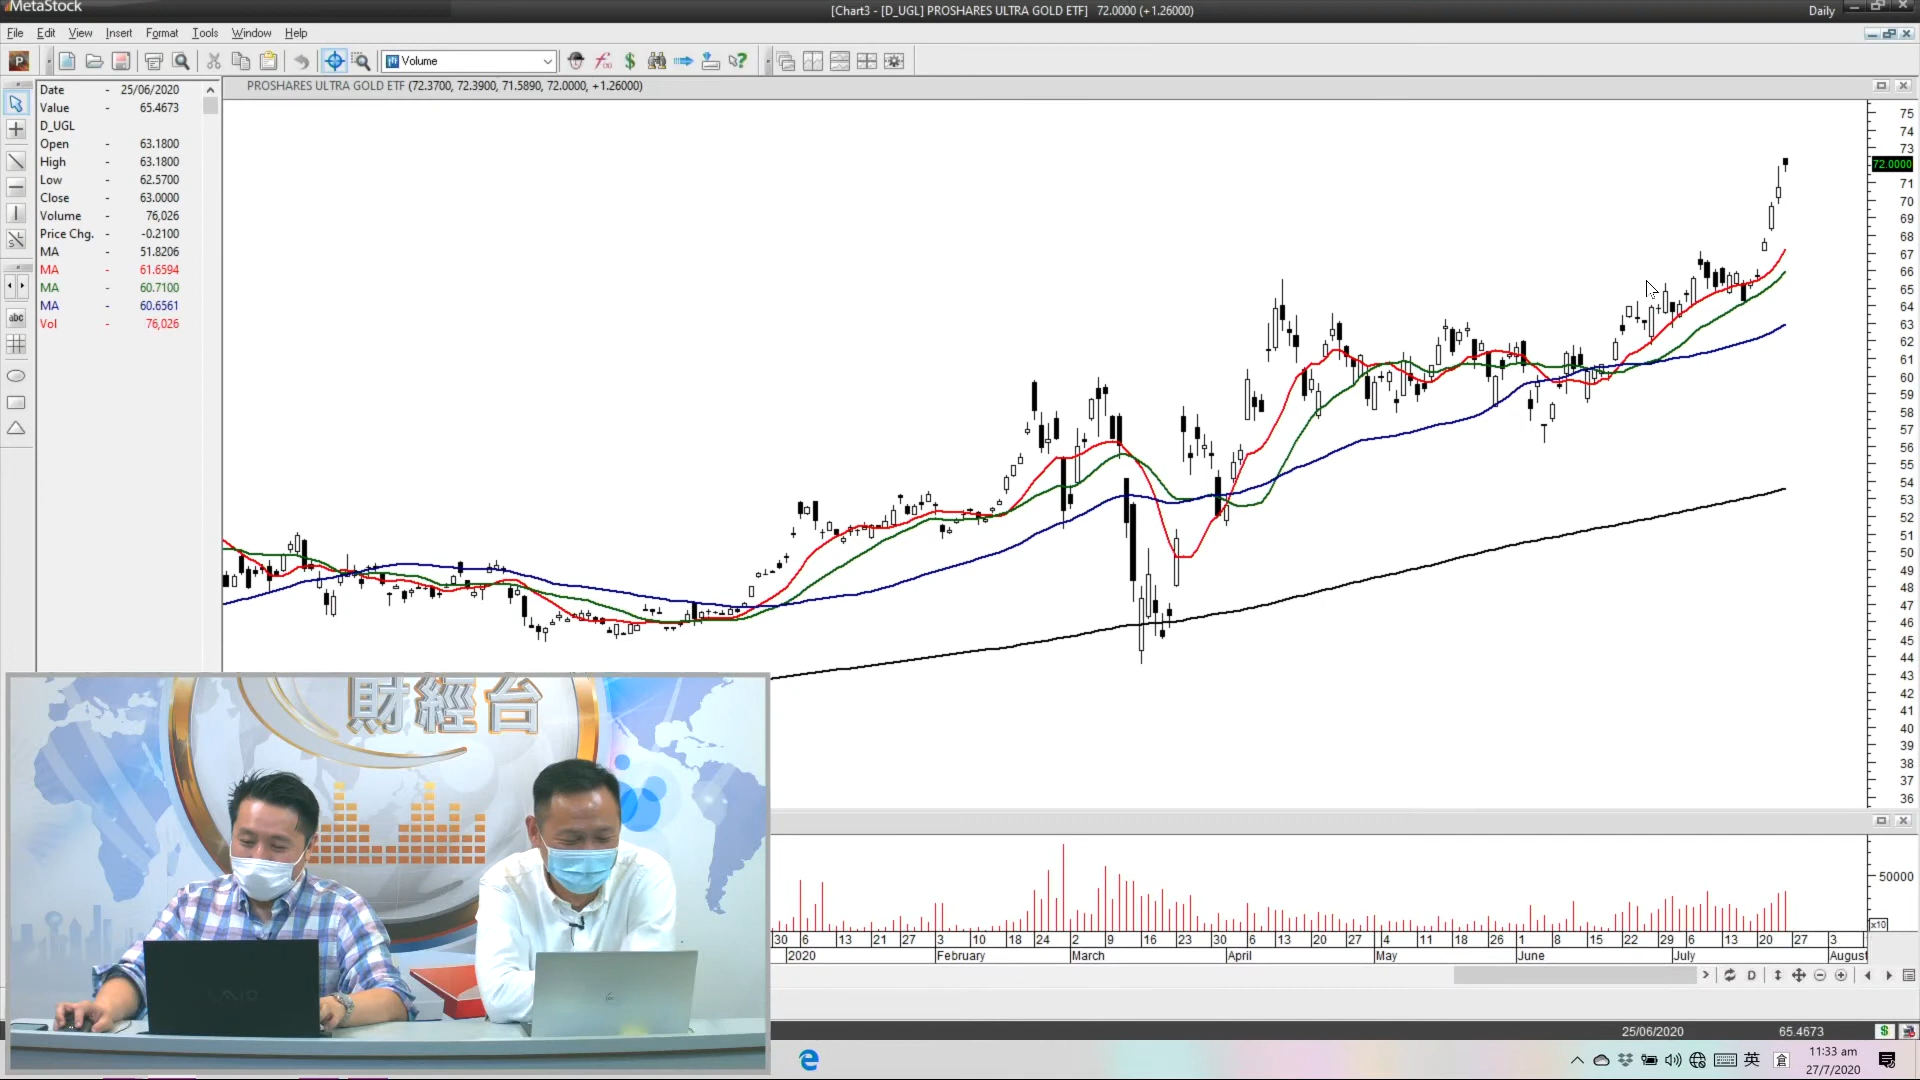 MetaStock
[Chart3 - [D_UGL] PROSHARES ULTRA GOLD ETF] 72.0000 (+1.26000)
Daily
File Edit View Insert Format Tools Window Help
Volume
PROSHARES ULTRA GOLD ETF (72.3700, 72.3900, 71.5890, 72.0000, +1.26000)
Date - 25/06/2020
Value - 65.4673
D_UGL
Open - 63.1800
High - 63.1800
Low - 62.5700
Close - 63.0000
Volume - 76,026
Price Chg. - -0.2100
MA - 51.8206
MA - 61.6594
MA - 60.7100
MA - 60.6561
Vol - 76,026
abc
75
74
73
72.0000
71
70
69
68
67
66
65
64
63
62
61
60
59
58
57
56
55
54
53
52
51
50
49
48
47
46
45
44
43
42
41
40
39
38
37
36
財經台
VAIO
50000
x10
30 6 13 21 27 3 10 18 24 2 9 16 23 30 6 13 20 27 4 11 18 26 1 8 15 22 29 6 13 20 27 3
2020 February March April May June July August
D
25/06/2020 65.4673
英 倉
11:33 am
27/7/2020